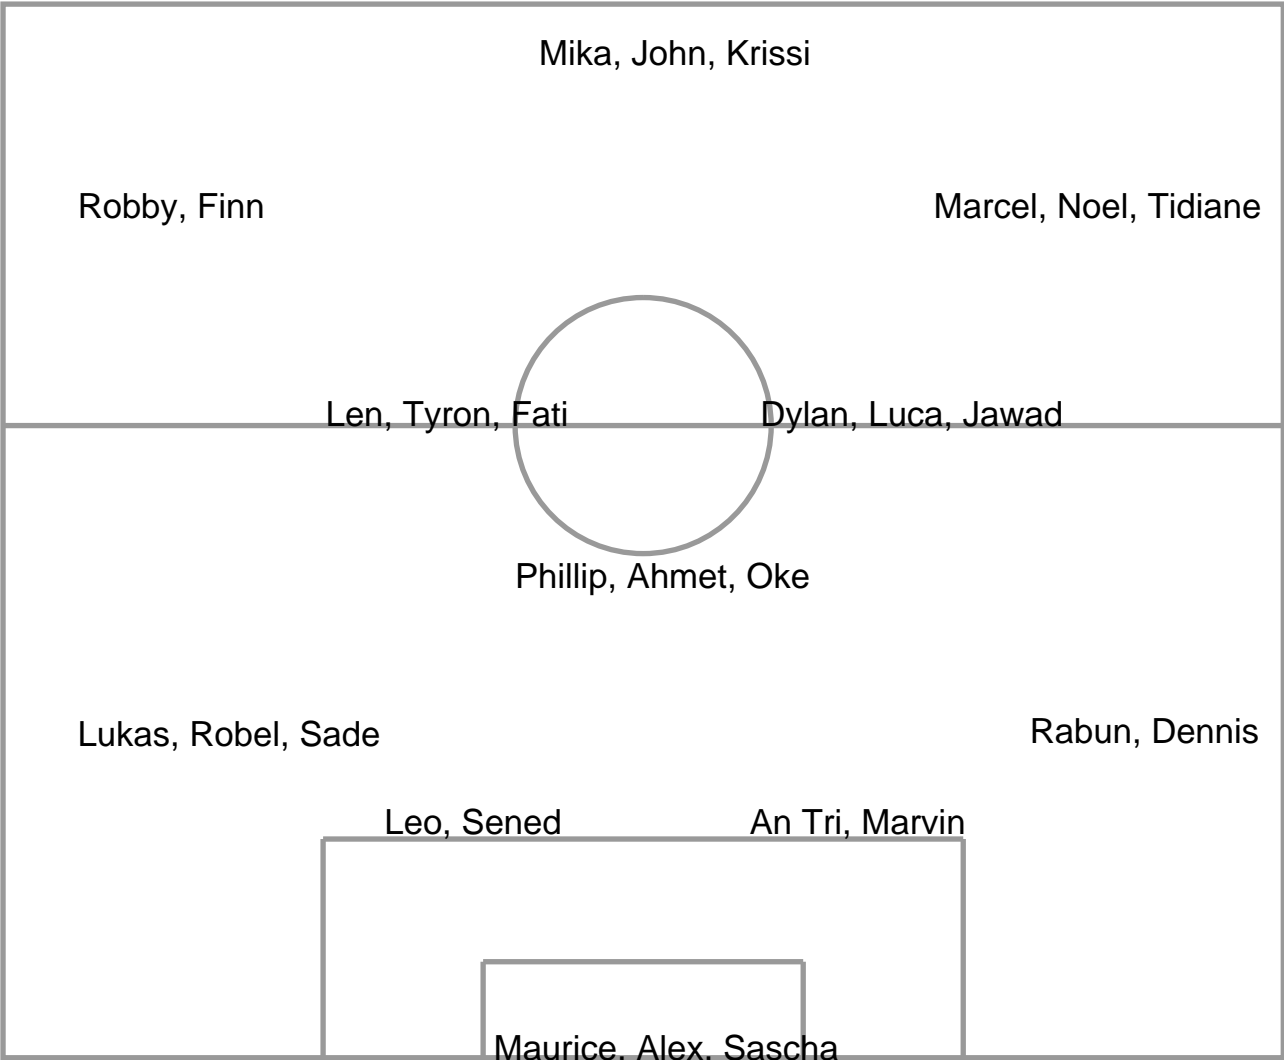 Mika, John, Krissi
Robby, Finn
Marcel, Noel, Tidiane
Len, Tyron, Fati
Dylan, Luca, Jawad
Phillip, Ahmet, Oke
Lukas, Robel, Sade
Rabun, Dennis
Leo, Sened
An Tri, Marvin
Maurice, Alex, Sascha